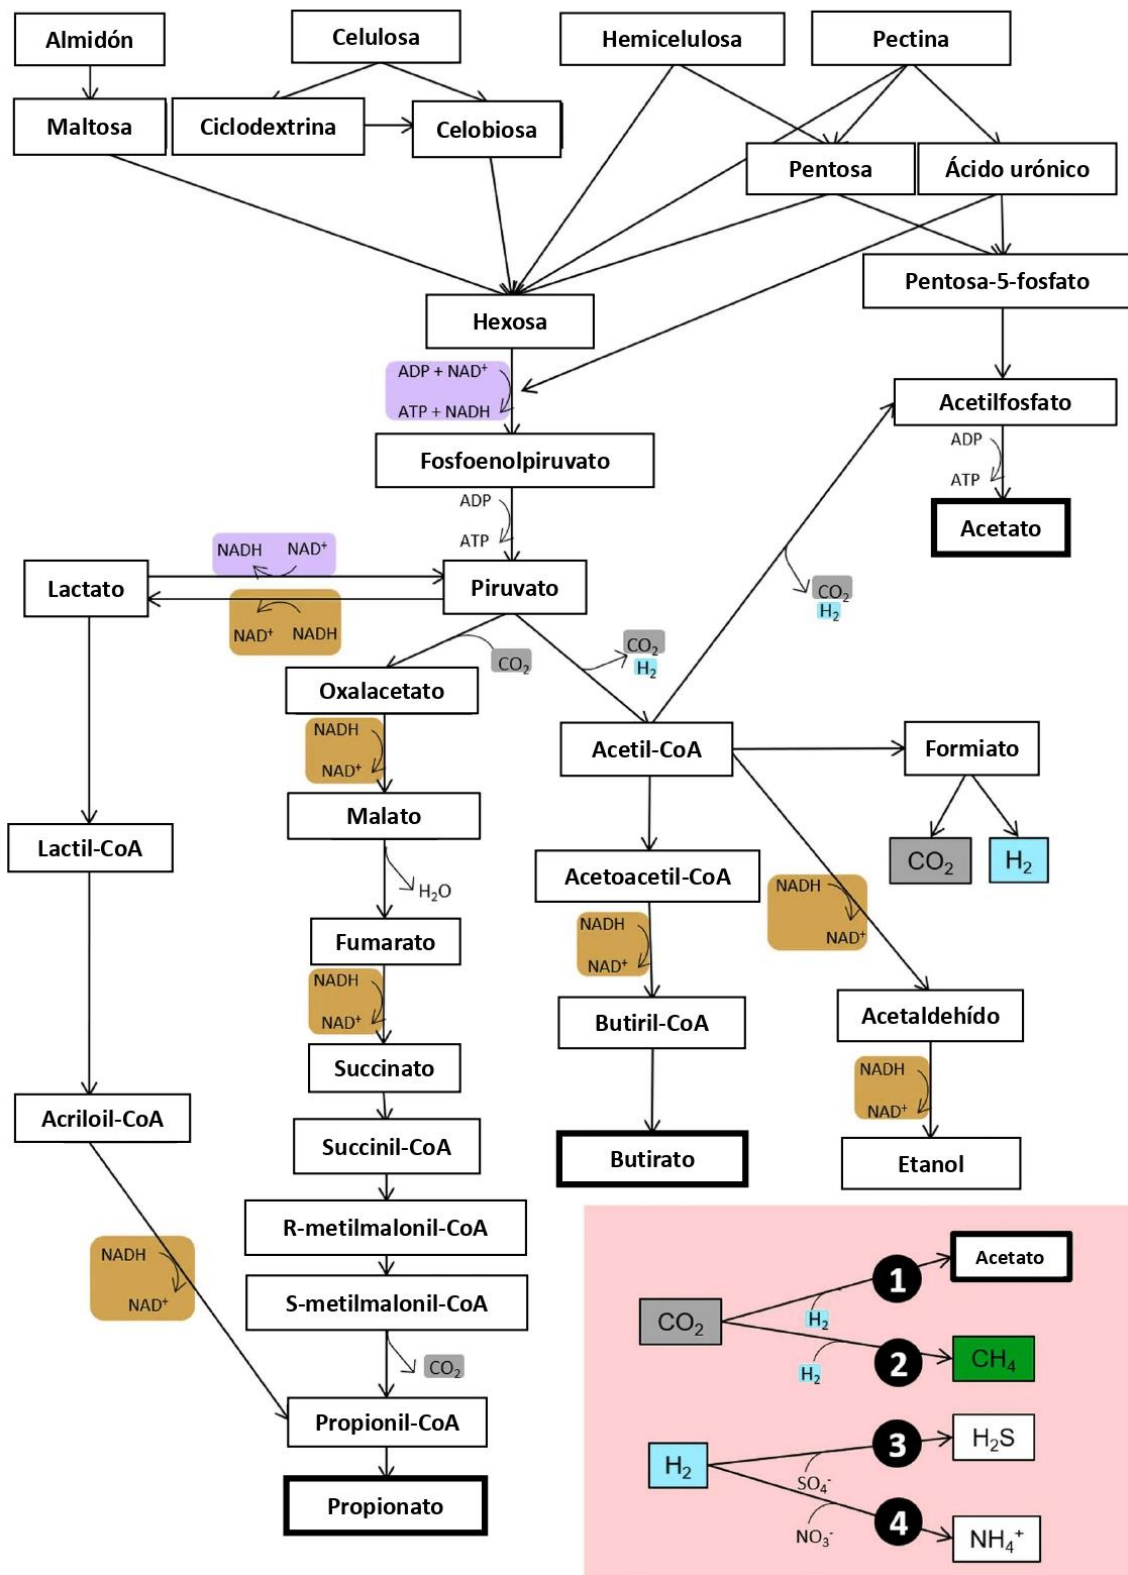 Almidón
Celulosa
Hemicelulosa
Pectina
Maltosa
Ciclodextrina
Celobiosa
Pentosa
Ácido urónico
Pentosa-5-fosfato
Hexosa
ADP + NAD⁺
ATP + NADH
Acetilfosfato
ADP
ATP
Fosfoenolpiruvato
ADP
ATP
Acetato
NADH NAD⁺
Lactato
Piruvato
NAD⁺ NADH
CO₂
H₂
CO₂
CO₂
H₂
Oxalacetato
NADH
NAD⁺
Acetil-CoA
Formiato
Malato
Lactil-CoA
CO₂
H₂
H₂O
Acetoacetil-CoA
NADH
NAD⁺
NADH
NAD⁺
Fumarato
NADH
NAD⁺
Butiril-CoA
Acetaldehído
Succinato
NADH
NAD⁺
Acriloil-CoA
Succinil-CoA
Butirato
Etanol
R-metilmalonil-CoA
NADH
NAD⁺
S-metilmalonil-CoA
CO₂
Propionil-CoA
Propionato
CO₂
H₂
1
Acetato
H₂
2
CH₄
H₂
SO₄⁻
3
H₂S
NO₃⁻
4
NH₄⁺